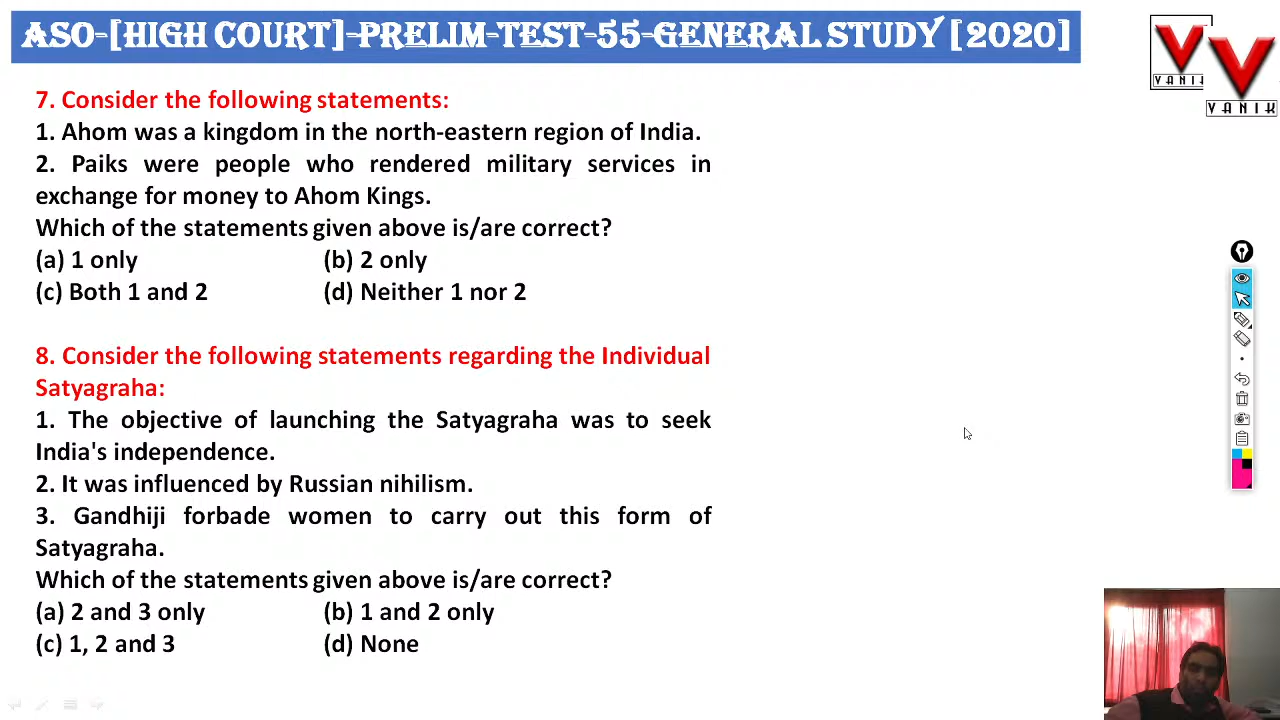 ASO-[HIGH COURT]-PRELIM-TEST-55-GENERAL STUDY [2020]
VANIK
VANIK
7. Consider the following statements:
1. Ahom was a kingdom in the north-eastern region of India.
2. Paiks were people who rendered military services in
exchange for money to Ahom Kings.
Which of the statements given above is/are correct?
(a) 1 only (b) 2 only
(c) Both 1 and 2 (d) Neither 1 nor 2
8. Consider the following statements regarding the Individual
Satyagraha:
1. The objective of launching the Satyagraha was to seek
India's independence.
2. It was influenced by Russian nihilism.
3. Gandhiji forbade women to carry out this form of
Satyagraha.
Which of the statements given above is/are correct?
(a) 2 and 3 only (b) 1 and 2 only
(c) 1, 2 and 3 (d) None